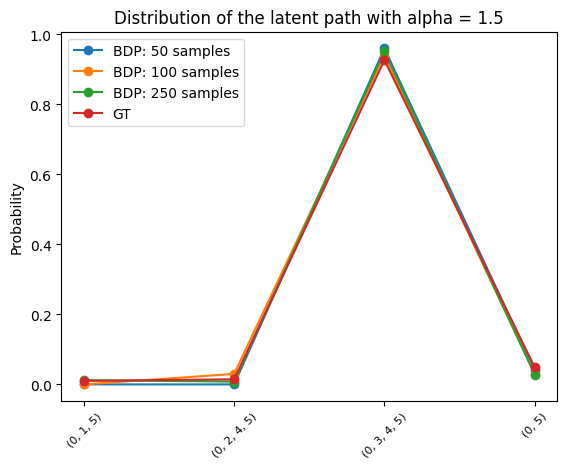 Distribution of the latent path with alpha = 1.5
BDP: 50 samples
BDP: 100 samples
BDP: 250 samples
GT
Probability
1.0
0.8
0.6
0.4
0.2
0.0
(0, 1, 5)
(0, 2, 4, 5)
(0, 3, 4, 5)
(0, 5)